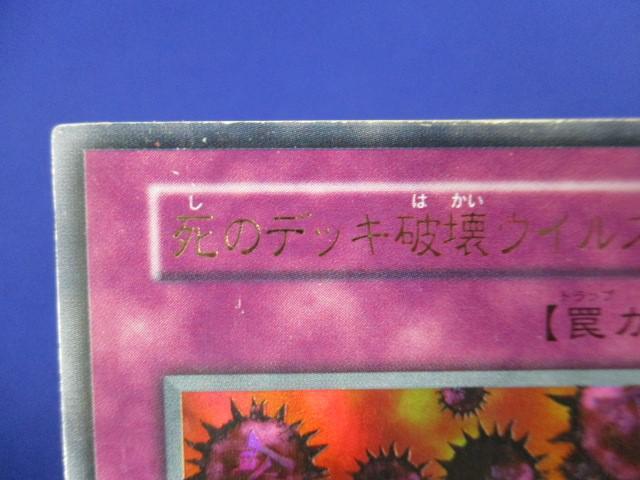 し は かい
死のデッキ破壊ウイルス
トラップ
【罠カ